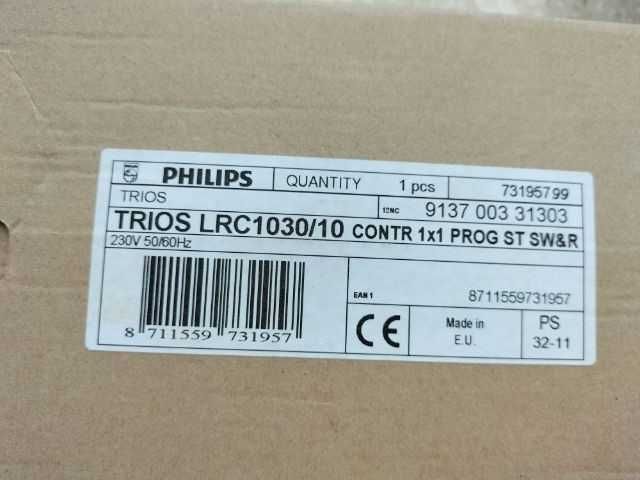 PHILIPS QUANTITY 1 pcs 73195799
TRIOS 12NC 9137 003 31303
TRIOS LRC1030/10 CONTR 1x1 PROG ST SW&R
230V 50/60Hz
EAN 1 8711559731957
8 711559 731957
CE Made in E.U. PS 32-11